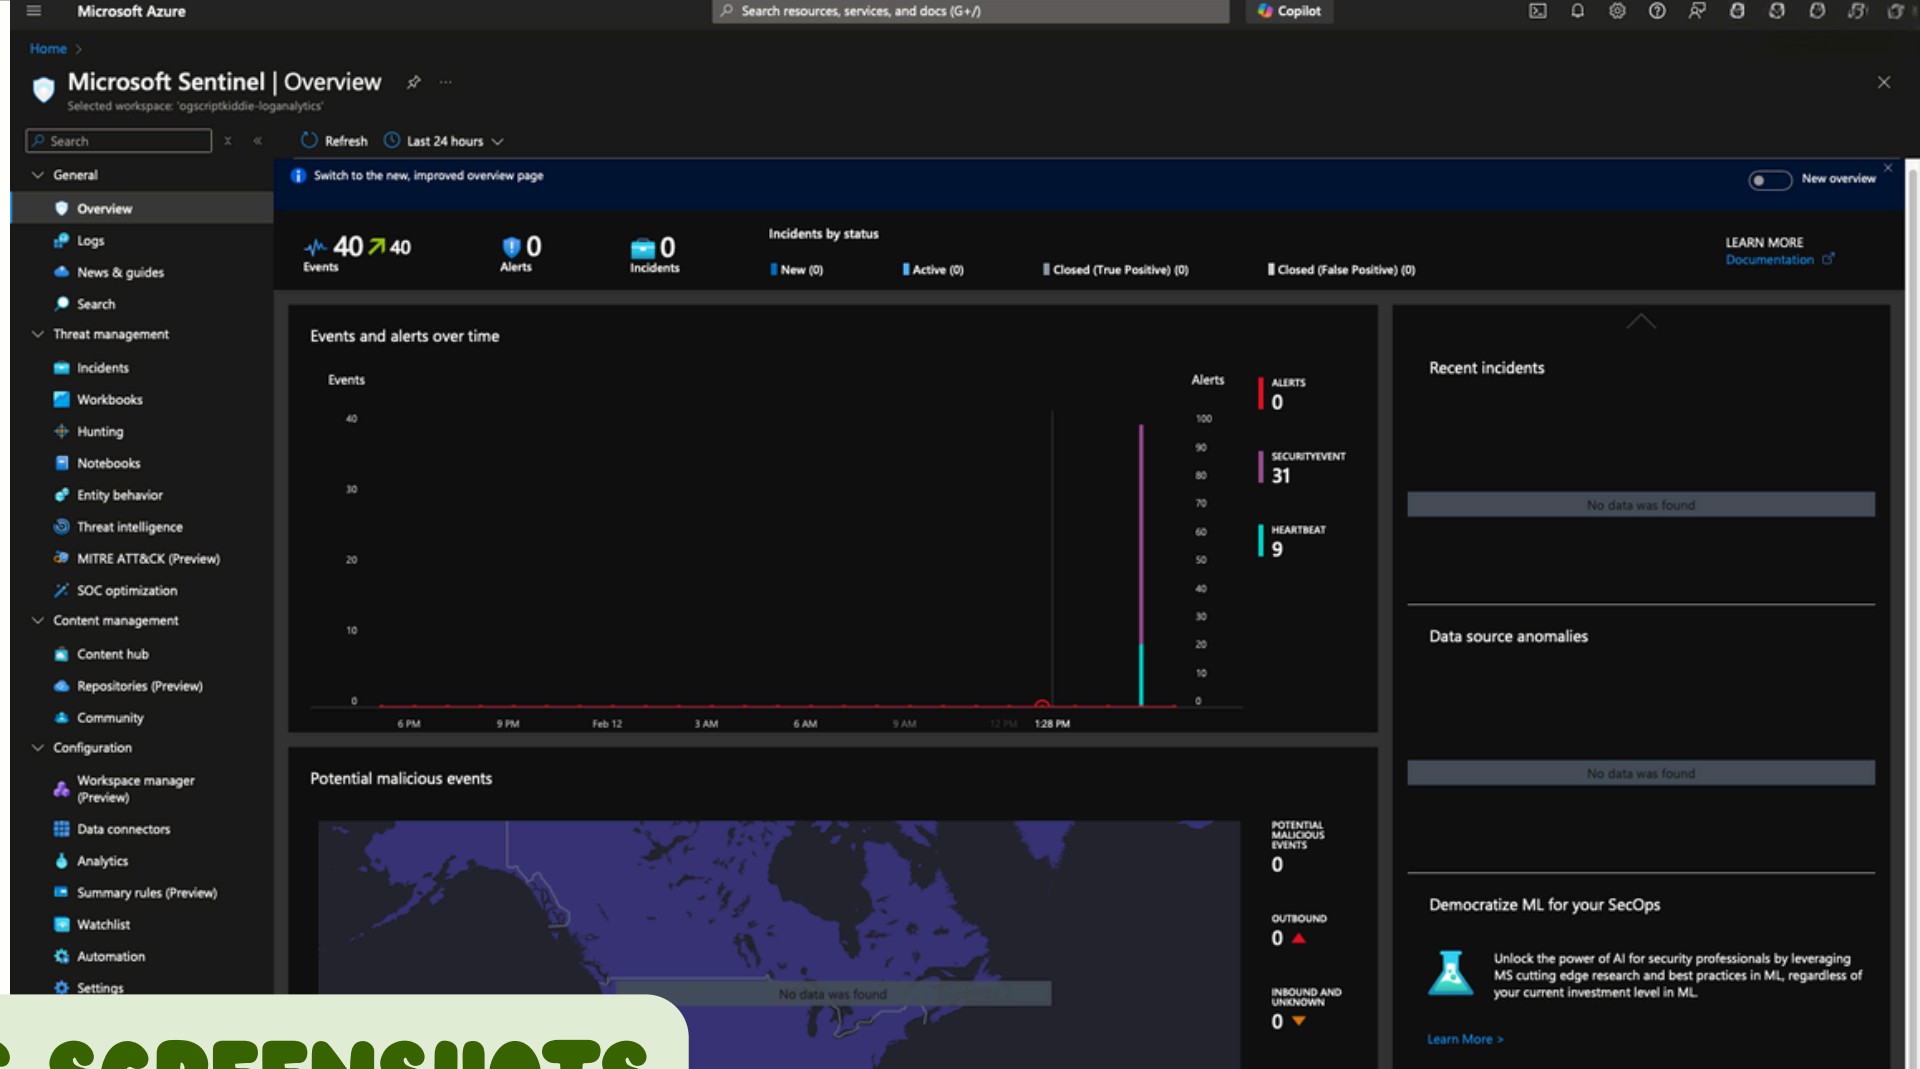 Microsoft Azure
Search resources, services, and docs (G+/)
Copilot
Home >
Microsoft Sentinel | Overview
Selected workspace: 'ogscriptkiddie-loganalytics'
Search
Refresh
Last 24 hours
General
Overview
Logs
News & guides
Search
Threat management
Incidents
Workbooks
Hunting
Notebooks
Entity behavior
Threat intelligence
MITRE ATT&CK (Preview)
SOC optimization
Content management
Content hub
Repositories (Preview)
Community
Configuration
Workspace manager
(Preview)
Data connectors
Analytics
Summary rules (Preview)
Watchlist
Automation
Settings
Switch to the new, improved overview page
New overview
40 40
Events
0
Alerts
0
Incidents
Incidents by status
New (0)
Active (0)
Closed (True Positive) (0)
Closed (False Positive) (0)
LEARN MORE
Documentation
Events and alerts over time
Events
40
30
20
10
0
Alerts
100
90
80
70
60
50
40
30
20
10
0
6 PM
9 PM
Feb 12
3 AM
6 AM
9 AM
12 PM
1:28 PM
ALERTS
0
SECURITYEVENT
31
HEARTBEAT
9
Potential malicious events
No data was found
POTENTIAL
MALICIOUS
EVENTS
0
OUTBOUND
0
INBOUND AND
UNKNOWN
0
Recent incidents
No data was found
Data source anomalies
No data was found
Democratize ML for your SecOps
Unlock the power of AI for security professionals by leveraging
MS cutting edge research and best practices in ML, regardless of
your current investment level in ML.
Learn More >
SCREENSHOTS